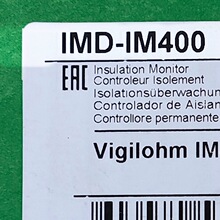 IMD-IM400
EAC Insulation Monitor
Controleur Isolement
Isolationsüberwachun
Controlador de Aislan
Controllore permanente
Vigilohm IM